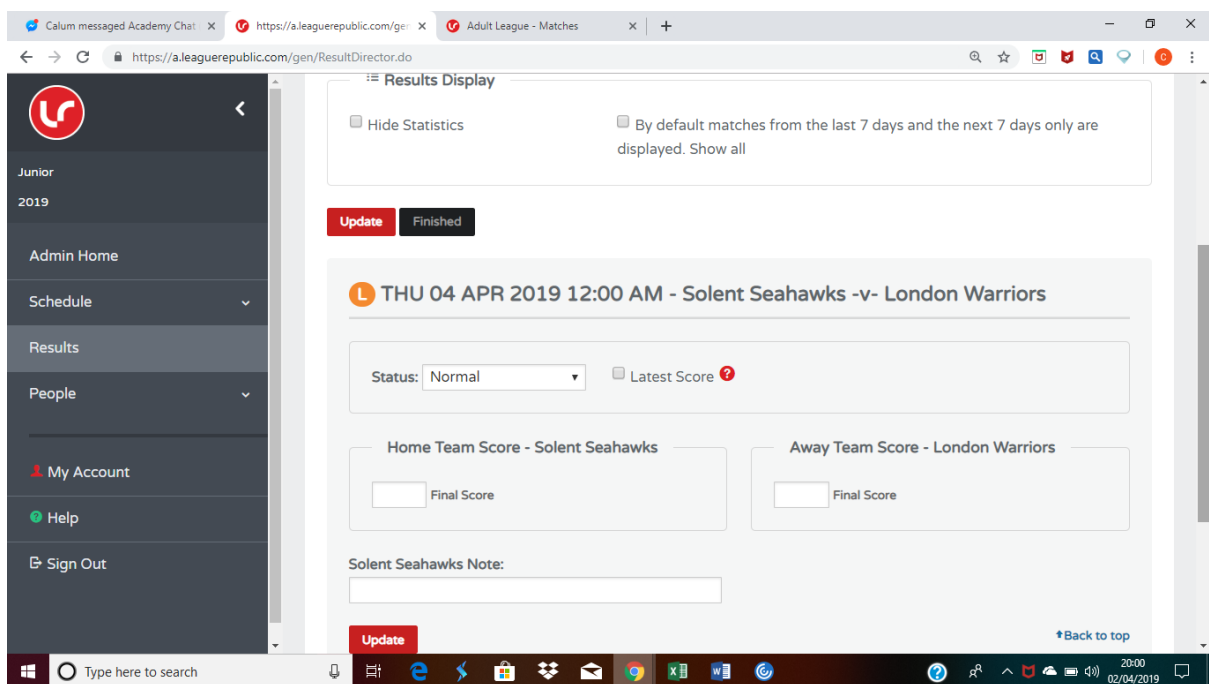 Calum messaged Academy Chat
https://a.leaguerepublic.com/ger
Adult League - Matches
https://a.leaguerepublic.com/gen/ResultDirector.do
C
lr
Junior
2019
Admin Home
Schedule
Results
People
My Account
? Help
Sign Out
Results Display
Hide Statistics
By default matches from the last 7 days and the next 7 days only are
displayed. Show all
Update Finished
L THU 04 APR 2019 12:00 AM - Solent Seahawks -v- London Warriors
Status: Normal Latest Score ?
Home Team Score - Solent Seahawks Away Team Score - London Warriors
Final Score Final Score
Solent Seahawks Note:
Update Back to top
Type here to search
20:00
02/04/2019